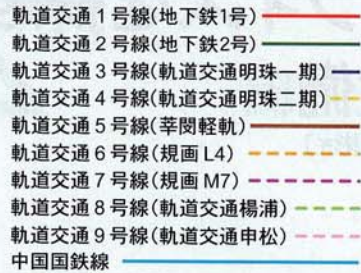 軌道交通1号線(地下鉄1号)
軌道交通2号線(地下鉄2号)
軌道交通3号線(軌道交通明珠一期)
軌道交通4号線(軌道交通明珠二期)
軌道交通5号線(莘閔軽軌)
軌道交通6号線(規画L4)
軌道交通7号線(規画M7)
軌道交通8号線(軌道交通楊浦)
軌道交通9号線(軌道交通申松)
中国国鉄線